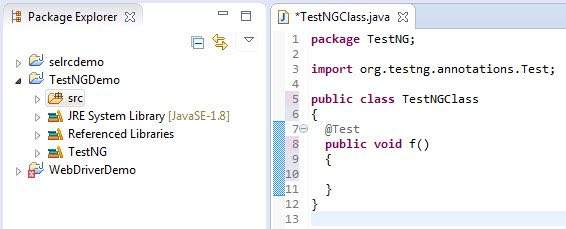 Package Explorer
selrcdemo
TestNGDemo
src
JRE System Library [JavaSE-1.8]
Referenced Libraries
TestNG
WebDriverDemo
*TestNGClass.java
1 package TestNG;
2
3 import org.testng.annotations.Test;
4
5 public class TestNGClass
6 {
7 @Test
8 public void f()
9 {
10
11 }
12 }
13